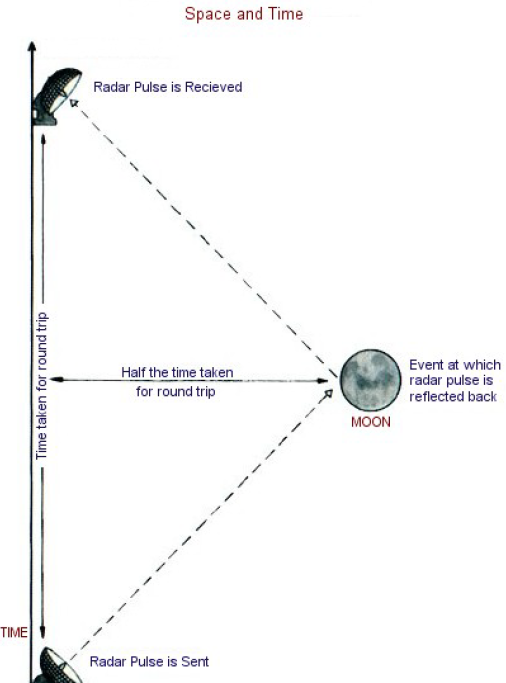 Space and Time
Radar Pulse is Recieved
Time taken for round trip
Half the time taken
for round trip
Event at which
radar pulse is
reflected back
MOON
TIME
Radar Pulse is Sent